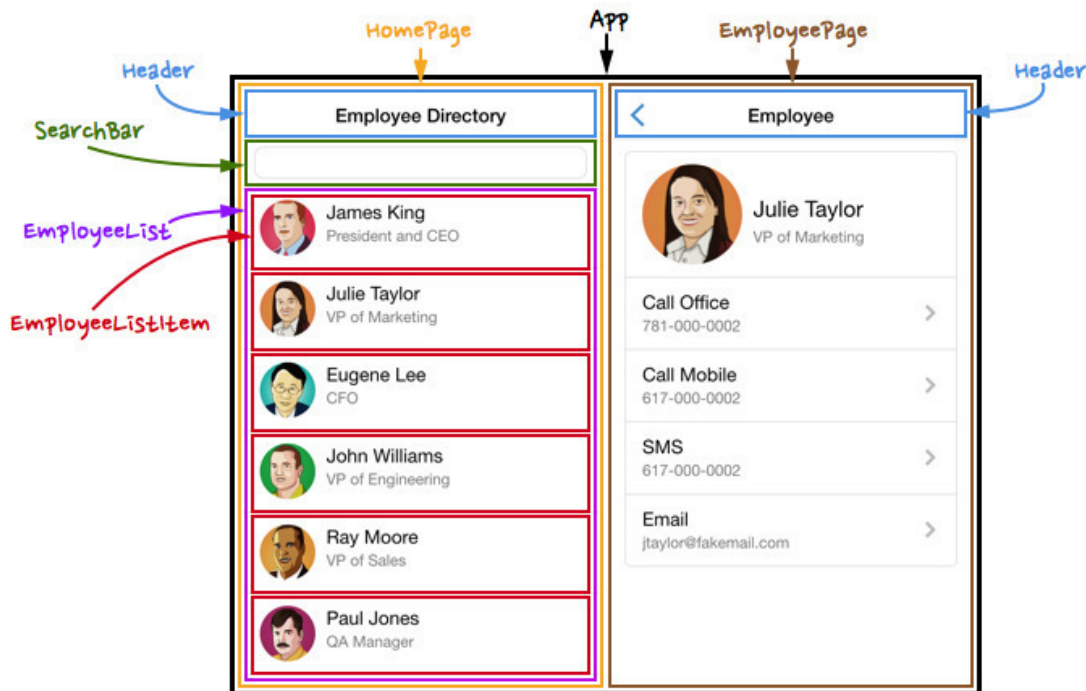 App
HomePage
EmployeePage
Header
Header
SearchBar
EmployeeList
EmployeeListItem
Employee Directory
James King
President and CEO
Julie Taylor
VP of Marketing
Eugene Lee
CFO
John Williams
VP of Engineering
Ray Moore
VP of Sales
Paul Jones
QA Manager
Employee
Julie Taylor
VP of Marketing
Call Office
781-000-0002
Call Mobile
617-000-0002
SMS
617-000-0002
Email
jtaylor@fakemail.com